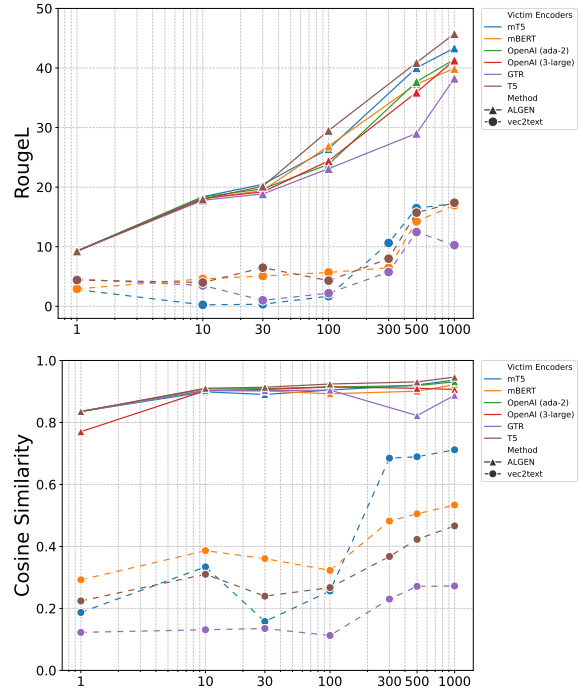 50
40
30
20
10
0
RougeL
1 10 30 100 300 500 1000
Victim Encoders
mT5
mBERT
OpenAI (ada-2)
OpenAI (3-large)
GTR
T5
Method
ALGEN
vec2text
1.0
0.8
0.6
0.4
0.2
0.0
Cosine Similarity
1 10 30 100 300 500 1000
Victim Encoders
mT5
mBERT
OpenAI (ada-2)
OpenAI (3-large)
GTR
T5
Method
ALGEN
vec2text